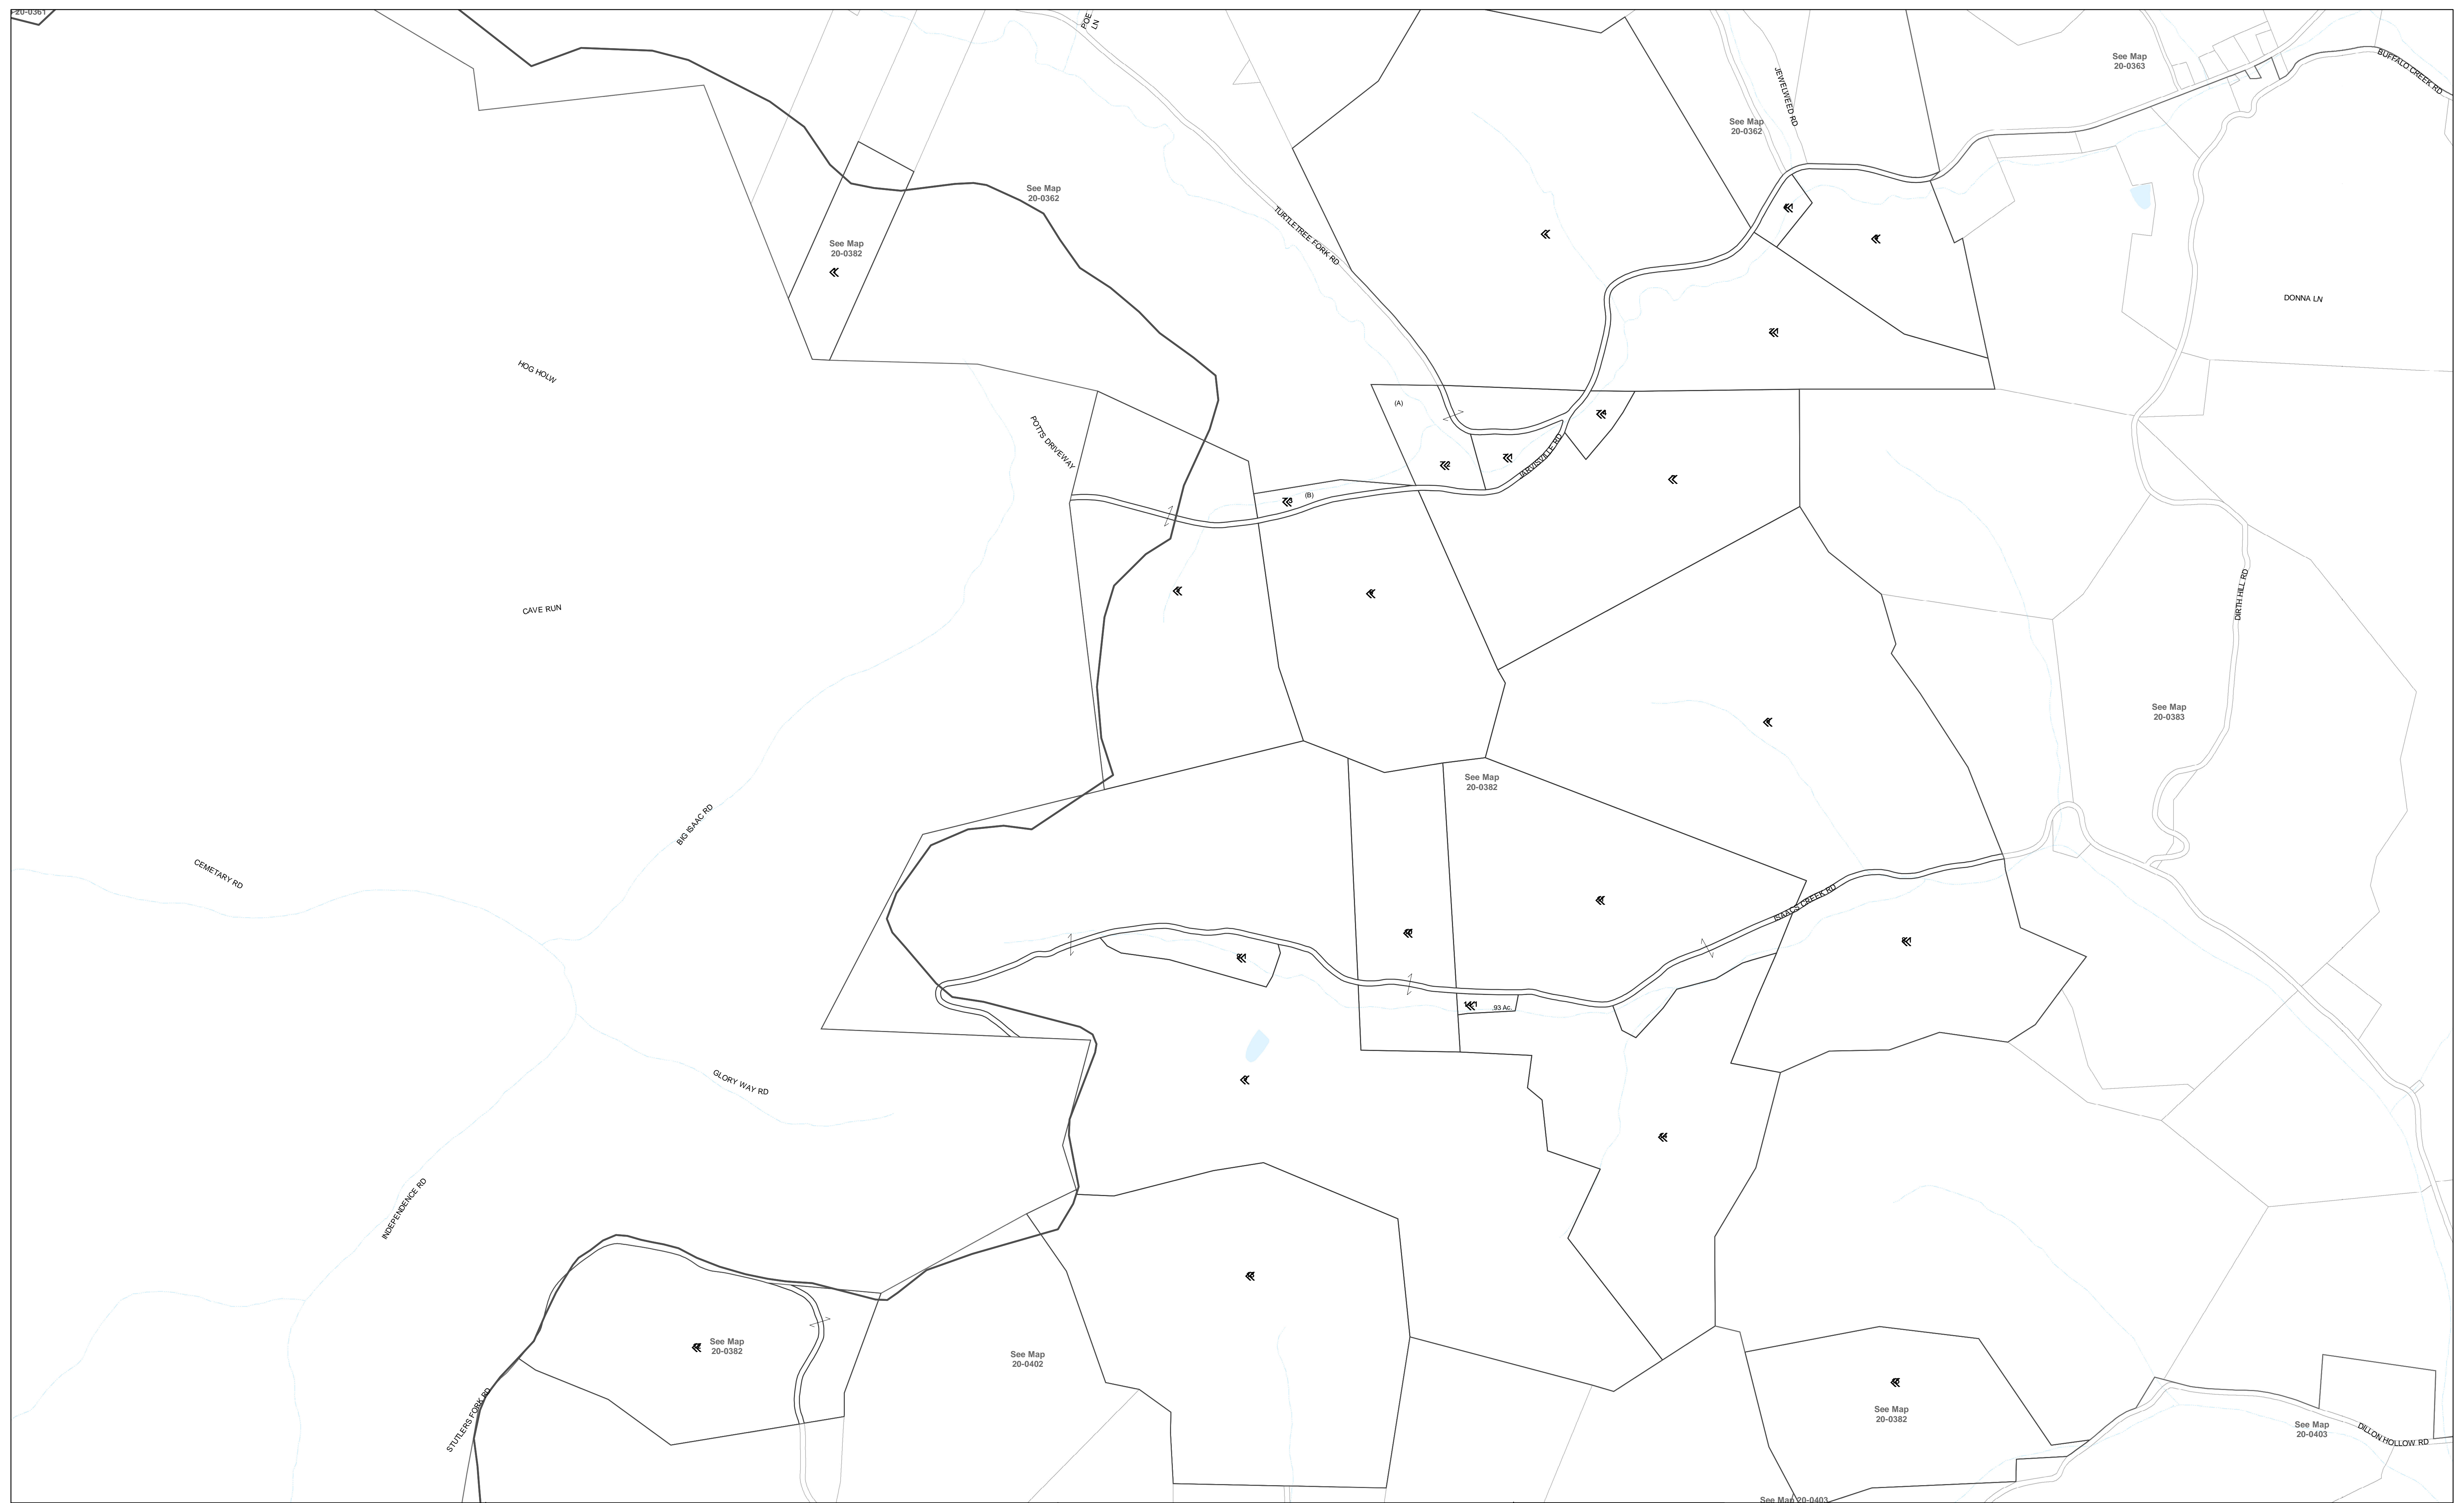 20-0361
POE
LN
See Map
20-0363
BUFFALO CREEK RD
JEWELWEED RD
See Map
20-0362
See Map
20-0362
TURTLETREE FORK RD
See Map
20-0382
DONNA LN
HOG HOLW
(A)
POTTS DRIVEWAY
JARVISVILLE RD
(B)
DIRTH HILL RD
CAVE RUN
See Map
20-0383
See Map
20-0382
BIG ISAAC RD
CEMETARY RD
ISAACS CREEK RD
.93 Ac.
GLORY WAY RD
INDEPENDENCE RD
See Map
20-0382
See Map
20-0402
STUTLERS FORK RD
See Map
20-0382
See Map
20-0403
DILLON HOLLOW RD
See Map 20-0403